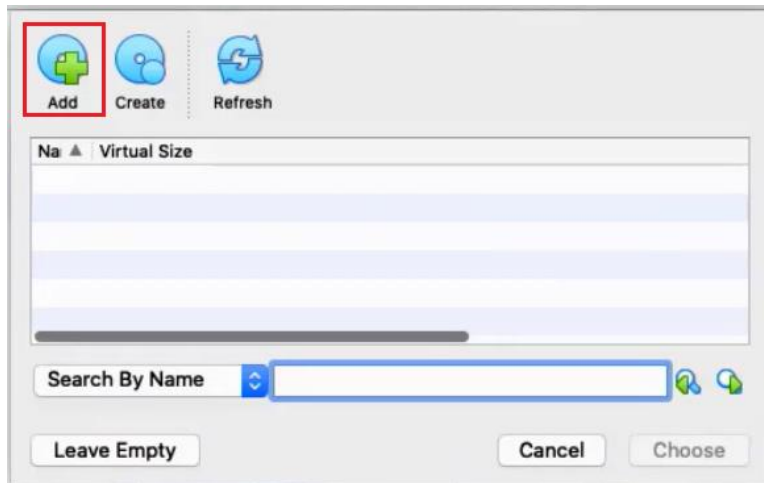 Add Create Refresh
Na Virtual Size
Search By Name
Leave Empty Cancel Choose